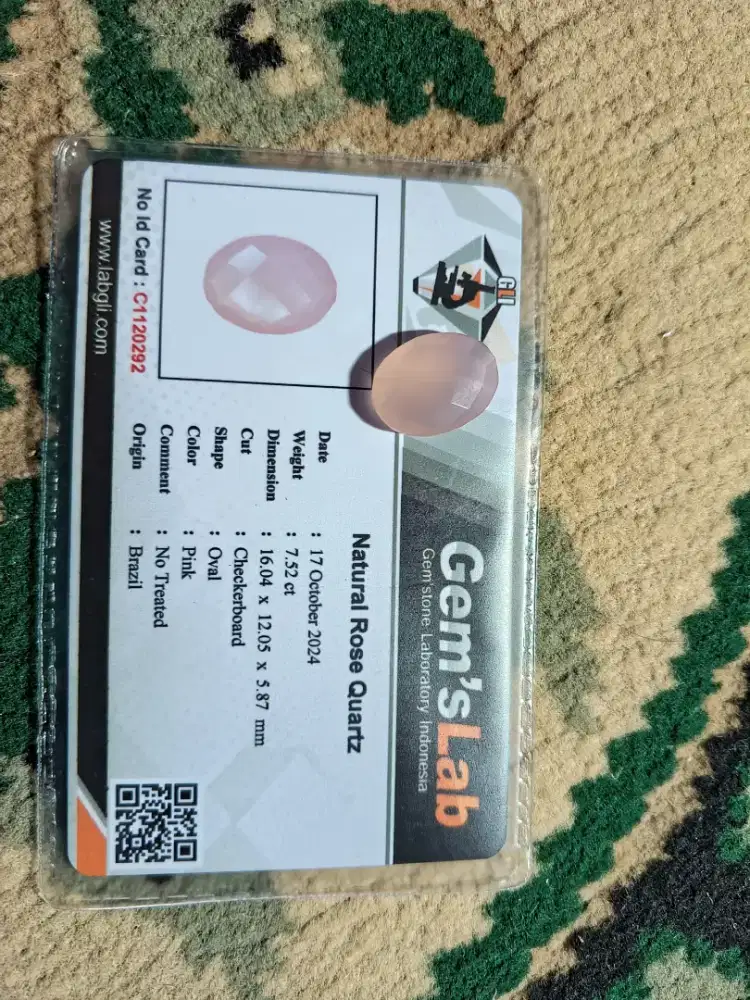 GLI
Gem'sLab
Gem'stone Laboratory Indonesia
Natural Rose Quartz
Date : 17 October 2024
Weight : 7.52 ct
Dimension : 16.04 x 12.05 x 5.87 mm
Cut : Checkerboard
Shape : Oval
Color : Pink
Comment : No Treated
Origin : Brazil
No Id Card : C1120292
www.labgli.com